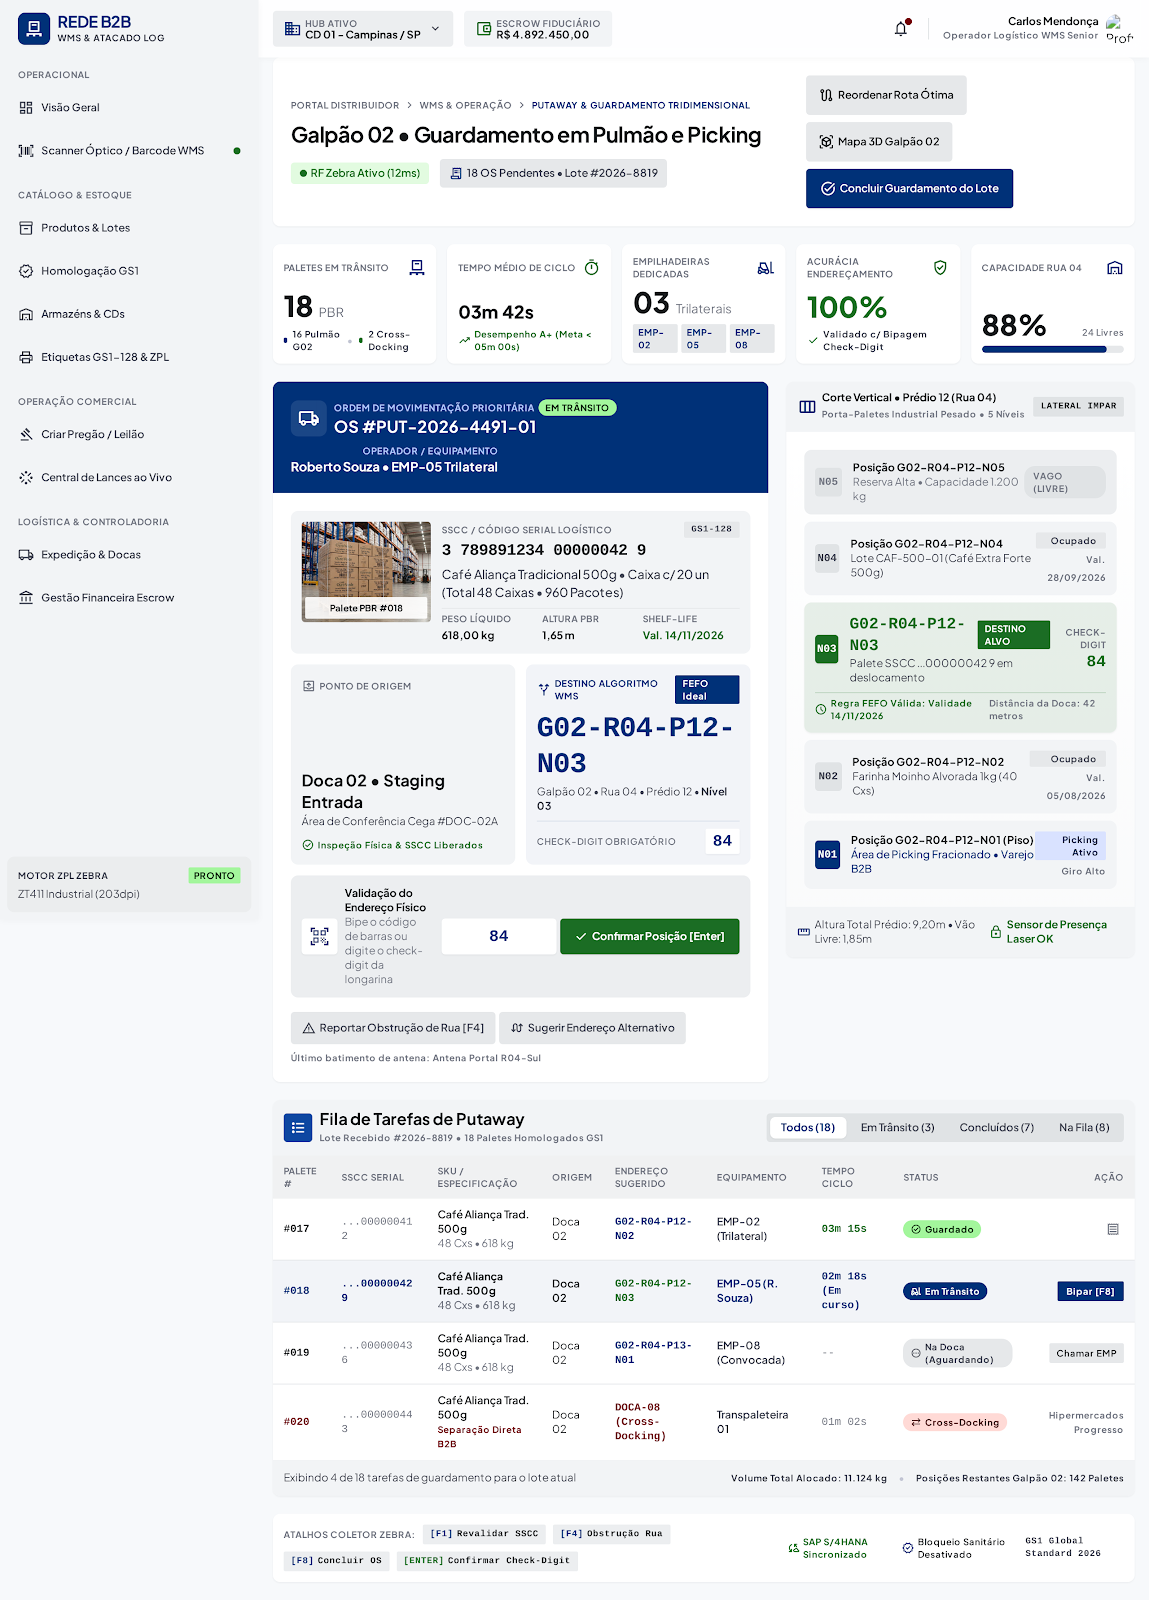 REDE B2B
WMS & ATACADO LOG
OPERACIONAL
Visão Geral
Scanner Óptico / Barcode WMS
CATÁLOGO & ESTOQUE
Produtos & Lotes
Homologação GS1
Armazéns & CDs
Etiquetas GS1-128 & ZPL
OPERAÇÃO COMERCIAL
Criar Pregão / Leilão
Central de Lances ao Vivo
LOGÍSTICA & CONTROLADORIA
Expedição & Docas
Gestão Financeira Escrow
MOTOR ZPL ZEBRA
PRONTO
ZT411 Industrial (203dpi)
HUB ATIVO
CD 01 - Campinas / SP
ESCROW FIDUCIÁRIO
R$ 4.892.450,00
Carlos Mendonça
Operador Logístico WMS Senior
Prof
PORTAL DISTRIBUIDOR > WMS & OPERAÇÃO > PUTAWAY & GUARDAMENTO TRIDIMENSIONAL
Galpão 02 • Guardamento em Pulmão e Picking
RF Zebra Ativo (12ms)
18 OS Pendentes • Lote #2026-8819
Reordenar Rota Ótima
Mapa 3D Galpão 02
Concluir Guardamento do Lote
PALETES EM TRÂNSITO
18 PBR
16 Pulmão
G02
2 Cross-
Docking
TEMPO MÉDIO DE CICLO
03m 42s
Desempenho A+ (Meta <
05m 00s)
EMPILHADEIRAS
DEDICADAS
03 Trilaterais
EMP-
02
EMP-
05
EMP-
08
ACURÁCIA
ENDEREÇAMENTO
100%
Validado c/ Bipagem
Check-Digit
CAPACIDADE RUA 04
88%
24 Livres
ORDEM DE MOVIMENTAÇÃO PRIORITÁRIA
EM TRÂNSITO
OS #PUT-2026-4491-01
OPERADOR / EQUIPAMENTO
Roberto Souza • EMP-05 Trilateral
Palete PBR #018
SSCC / CÓDIGO SERIAL LOGÍSTICO
GS1-128
3 789891234 00000042 9
Café Aliança Tradicional 500g • Caixa c/ 20 un
(Total 48 Caixas • 960 Pacotes)
PESO LÍQUIDO
618,00 kg
ALTURA PBR
1,65 m
SHELF-LIFE
Val. 14/11/2026
PONTO DE ORIGEM
Doca 02 • Staging
Entrada
Área de Conferência Cega #DOC-02A
Inspeção Física & SSCC Liberados
DESTINO ALGORITMO
WMS
FEFO
Ideal
G02-R04-P12-
N03
Galpão 02 • Rua 04 • Prédio 12 • Nível
03
CHECK-DIGIT OBRIGATÓRIO
84
Validação do
Endereço Físico
Bipe o código
de barras ou
digite o check-
digit da
longarina
84
Confirmar Posição [Enter]
Reportar Obstrução de Rua [F4]
Sugerir Endereço Alternativo
Último batimento de antena: Antena Portal R04-Sul
Corte Vertical • Prédio 12 (Rua 04)
Porta-Paletes Industrial Pesado • 5 Níveis
LATERAL IMPAR
N05
Posição G02-R04-P12-N05
Reserva Alta • Capacidade 1.200
kg
VAGO
(LIVRE)
N04
Posição G02-R04-P12-N04
Lote CAF-500-01 (Café Extra Forte
500g)
Ocupado
Val.
28/09/2026
N03
G02-R04-P12-
N03
Palete SSCC ...00000042 9 em
deslocamento
DESTINO
ALVO
CHECK-
DIGIT
84
Regra FEFO Válida: Validade
14/11/2026
Distância da Doca: 42
metros
N02
Posição G02-R04-P12-N02
Farinha Moinho Alvorada 1kg (40
Cxs)
Ocupado
Val.
05/08/2026
N01
Posição G02-R04-P12-N01 (Piso)
Área de Picking Fracionado • Varejo
B2B
Picking
Ativo
Giro Alto
Altura Total Prédio: 9,20m • Vão
Livre: 1,85m
Sensor de Presença
Laser OK
Fila de Tarefas de Putaway
Lote Recebido #2026-8819 • 18 Paletes Homologados GS1
Todos (18)
Em Trânsito (3)
Concluídos (7)
Na Fila (8)
PALETE
#
SSCC SERIAL
SKU /
ESPECIFICAÇÃO
ORIGEM
ENDEREÇO
SUGERIDO
EQUIPAMENTO
TEMPO
CICLO
STATUS
AÇÃO
#017
...00000041
2
Café Aliança Trad.
500g
48 Cxs • 618 kg
Doca
02
G02-R04-P12-
N02
EMP-02
(Trilateral)
03m 15s
Guardado
#018
...00000042
9
Café Aliança
Trad. 500g
48 Cxs • 618 kg
Doca
02
G02-R04-P12-
N03
EMP-05 (R.
Souza)
02m 18s
(Em
curso)
Em Trânsito
Bipar [F8]
#019
...00000043
6
Café Aliança Trad.
500g
48 Cxs • 618 kg
Doca
02
G02-R04-P13-
N01
EMP-08
(Convocada)
--
Na Doca
(Aguardando)
Chamar EMP
#020
...00000044
3
Café Aliança Trad.
500g
Separação Direta
B2B
Doca
02
DOCA-08
(Cross-
Docking)
Transpaleteira
01
01m 02s
Cross-Docking
Hipermercados
Progresso
Exibindo 4 de 18 tarefas de guardamento para o lote atual
Volume Total Alocado: 11.124 kg • Posições Restantes Galpão 02: 142 Paletes
ATALHOS COLETOR ZEBRA:
[F1] Revalidar SSCC
[F4] Obstrução Rua
[F8] Concluir OS
[ENTER] Confirmar Check-Digit
SAP S/4HANA
Sincronizado
Bloqueio Sanitário
Desativado
GS1 Global
Standard 2026